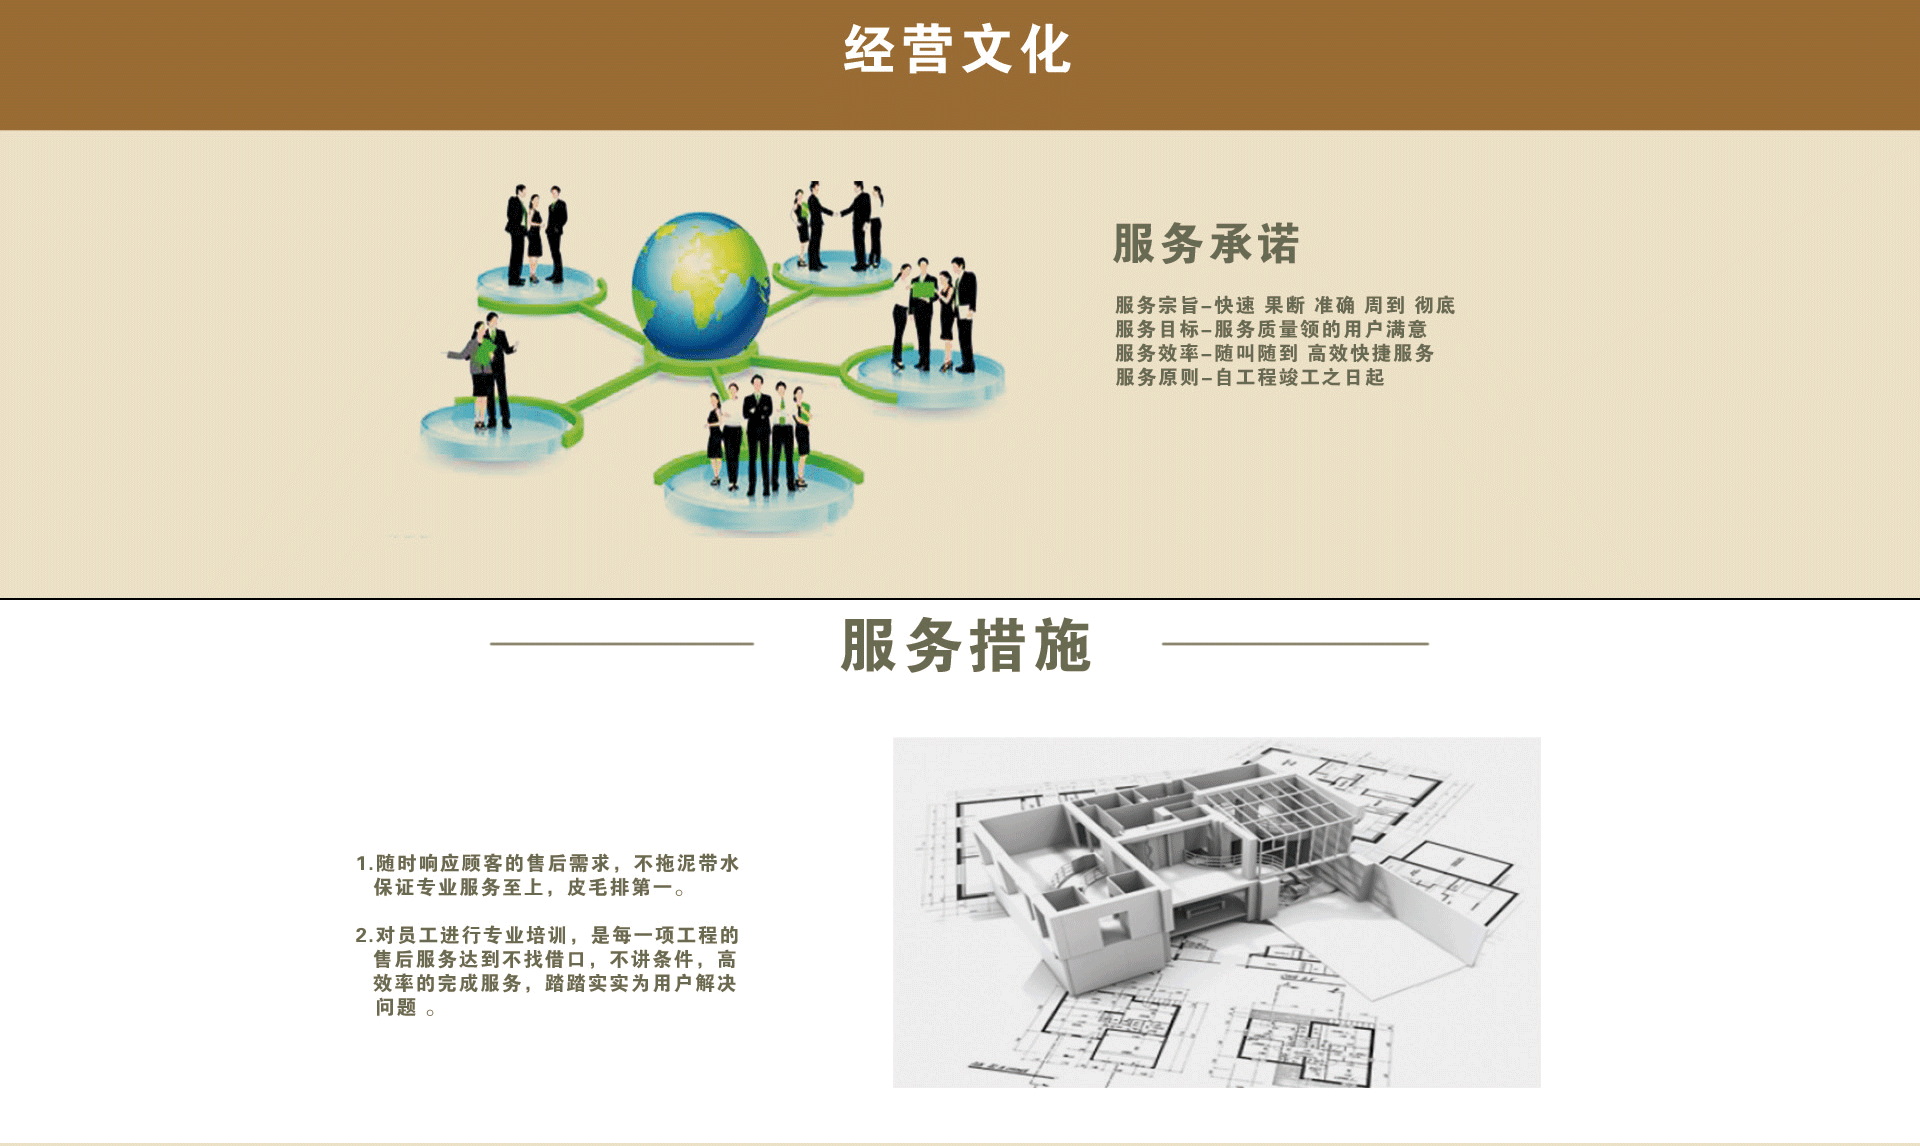 经营文化
服务承诺
服务宗旨-快速 果断 准确 周到 彻底
服务目标-服务质量领的用户满意
服务效率-随叫随到 高效快捷服务
服务原则-自工程竣工之日起
服务措施
1.随时响应顾客的售后需求，不拖泥带水
保证专业服务至上，皮毛排第一。
2.对员工进行专业培训，是每一项工程的
售后服务达到不找借口，不讲条件，高
效率的完成服务，踏踏实实为用户解决
问题 。